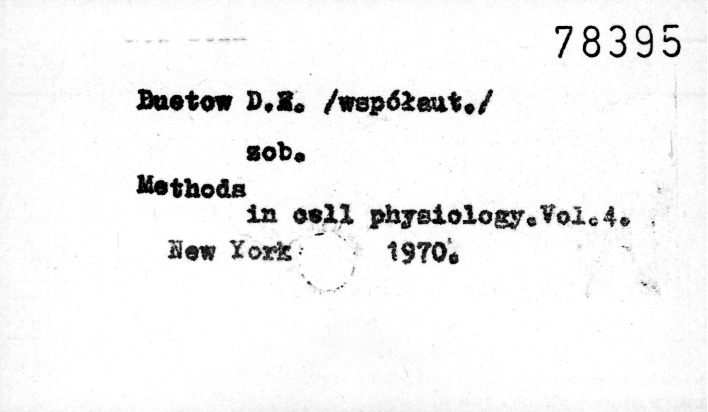 78395
Buetow D.E. /współaut./
zob.
Methods
in cell physiology.Vol.4.
New York 1970.